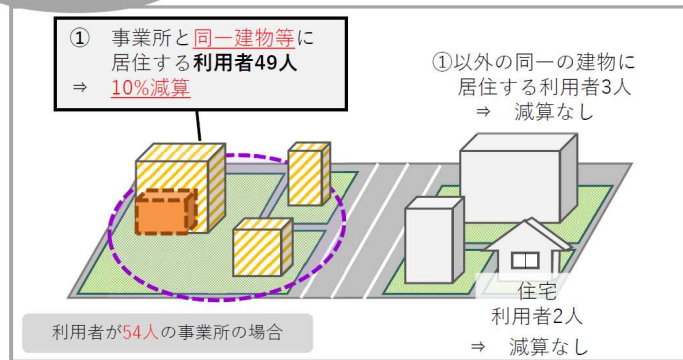 ① 事業所と同一建物等に
居住する利用者49人
⇒ 10%減算
①以外の同一の建物に
居住する利用者3人
⇒ 減算なし
住宅
利用者2人
⇒ 減算なし
利用者が54人の事業所の場合